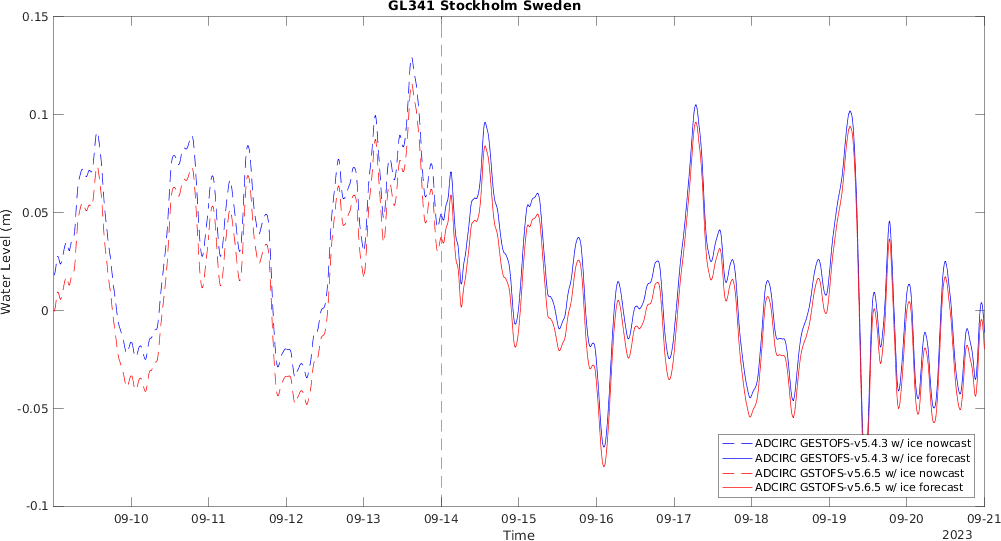 GL341 Stockholm Sweden
0.15
0.1
0.05
0
-0.05
-0.1
Water Level (m)
ADCIRC GESTOFS-v5.4.3 w/ ice nowcast
ADCIRC GESTOFS-v5.4.3 w/ ice forecast
ADCIRC GSTOFS-v5.6.5 w/ ice nowcast
ADCIRC GSTOFS-v5.6.5 w/ ice forecast
09-10 09-11 09-12 09-13 09-14 09-15 09-16 09-17 09-18 09-19 09-20 09-21
Time
2023